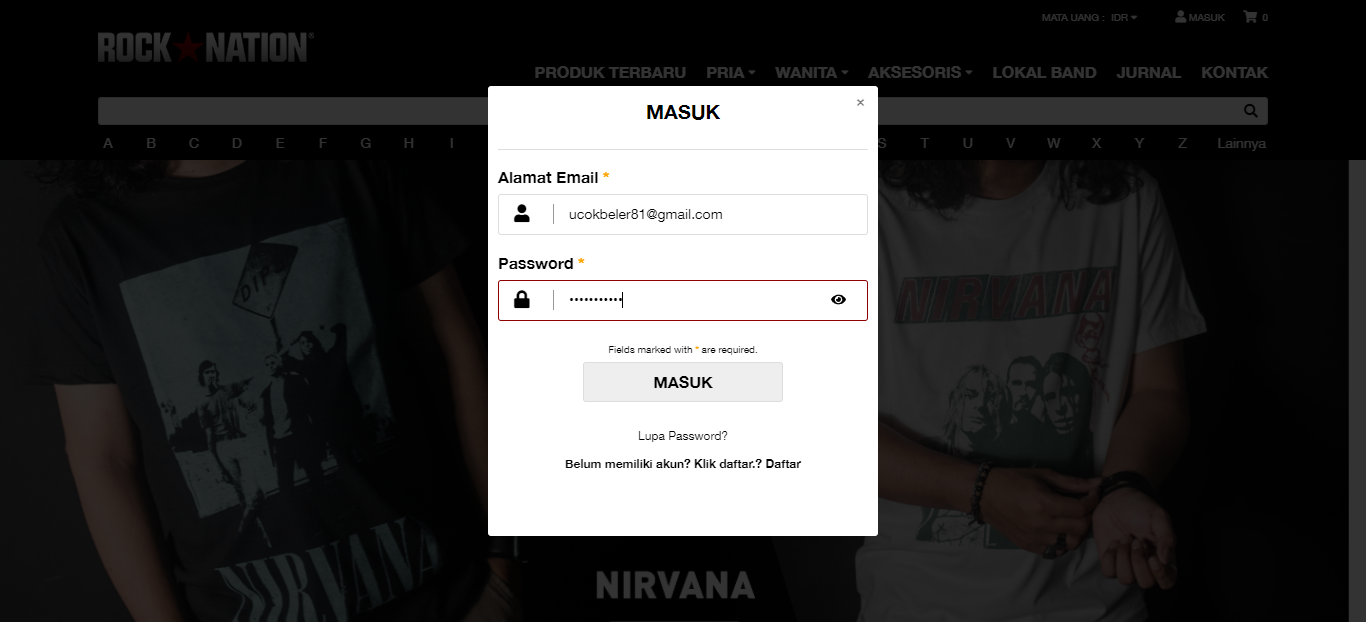 MATA UANG : IDR
MASUK
0
ROCK NATION®
PRODUK TERBARU PRIA WANITA AKSESORIS LOKAL BAND JURNAL KONTAK
MASUK
×
A B C D E F G H I S T U V W X Y Z Lainnya
Alamat Email *
ucokbeler81@gmail.com
Password *
•••••••••••
Fields marked with * are required.
MASUK
Lupa Password?
Belum memiliki akun? Klik daftar.? Daftar
NIRVANA
NIRVANA
NIRVANA